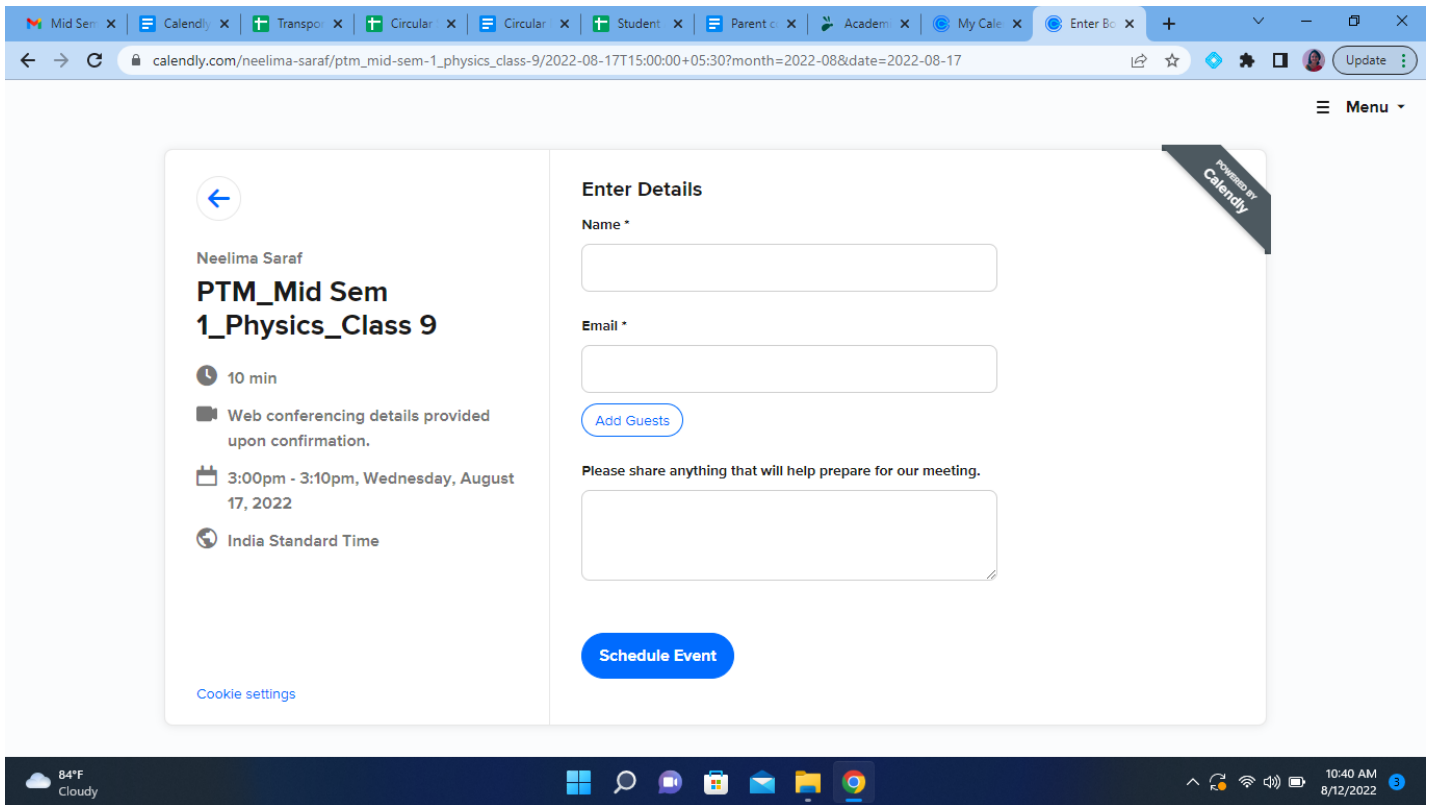 Mid Sem
Calendly
Transpor
Circular
Circular
Student
Parent c
Academ
My Cale
Enter Bo
calendly.com/neelima-saraf/ptm_mid-sem-1_physics_class-9/2022-08-17T15:00:00+05:30?month=2022-08&date=2022-08-17
Update
Menu
POWERED BY
Calendly
Neelima Saraf
PTM_Mid Sem
1_Physics_Class 9
10 min
Web conferencing details provided
upon confirmation.
3:00pm - 3:10pm, Wednesday, August
17, 2022
India Standard Time
Cookie settings
Enter Details
Name *
Email *
Add Guests
Please share anything that will help prepare for our meeting.
Schedule Event
84°F
Cloudy
10:40 AM
8/12/2022
3